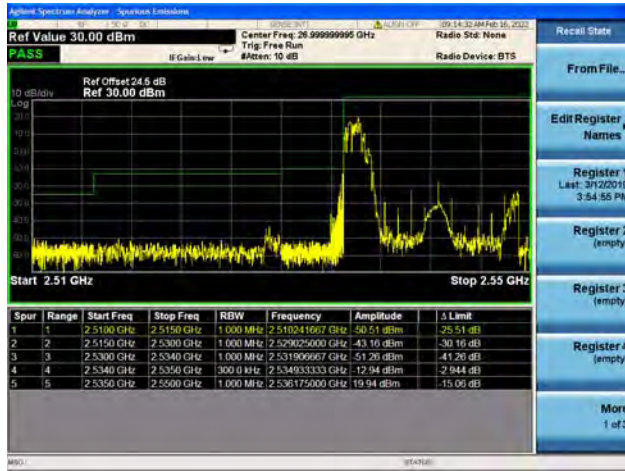 Agilent Spectrum Analyzer - Spurious Emissions
RF 50 Ω DC SENSE:INT ALIGN OFF 09:14:32 AM Feb 16, 2022
Ref Value 30.00 dBm Center Freq: 26.999999995 GHz Radio Std: None
Trig: Free Run
PASS IFGain:Low #Atten: 10 dB Radio Device: BTS
Ref Offset 24.5 dB
10 dB/div Ref 30.00 dBm
Log
Start 2.51 GHz Stop 2.55 GHz
Spur Range Start Freq Stop Freq RBW Frequency Amplitude Δ Limit
1 1 2.5100 GHz 2.5150 GHz 1.000 MHz 2.510241667 GHz -50.51 dBm -25.51 dB
2 2 2.5150 GHz 2.5300 GHz 1.000 MHz 2.529025000 GHz -43.16 dBm -30.16 dB
3 3 2.5300 GHz 2.5340 GHz 1.000 MHz 2.531906667 GHz -51.26 dBm -41.26 dB
4 4 2.5340 GHz 2.5350 GHz 300.0 kHz 2.534933333 GHz -12.94 dBm -2.944 dB
5 5 2.5350 GHz 2.5500 GHz 1.000 MHz 2.536175000 GHz 19.94 dBm -15.06 dB
MSG STATUS
Recall State
From File...
Edit Register
Names
Register
Last: 3/12/2019
3:54:55 PM
Register 2
(empty
Register 3
(empty
Register 4
(empty
More
1 of 3